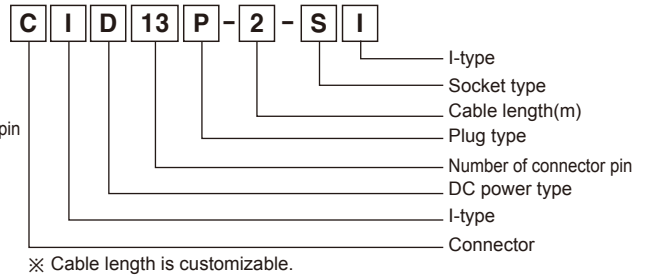 C I D 13 P - 2 - S I
I-type
Socket type
Cable length(m)
Plug type
pin
Number of connector pin
DC power type
I-type
Connector
※ Cable length is customizable.